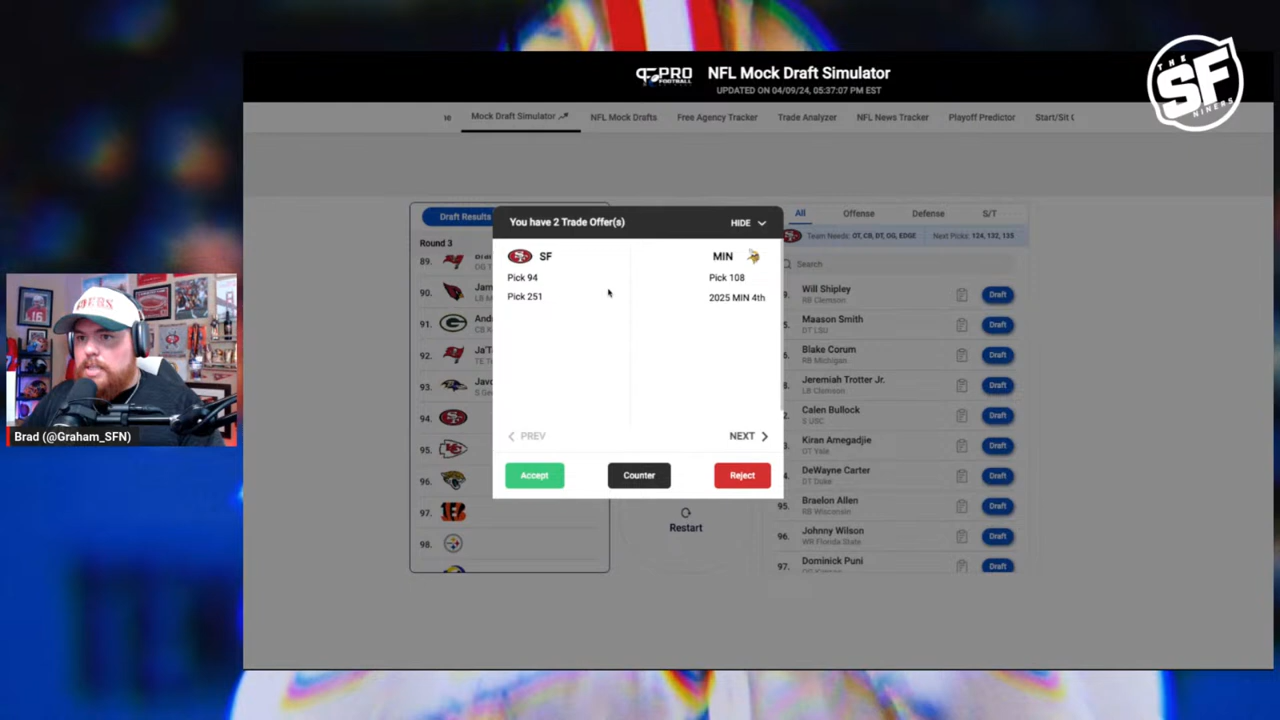 PRO
FOOTBALL
NFL Mock Draft Simulator
UPDATED ON 04/09/24, 05:37:07 PM EST
THE
SF
NINERS
Mock Draft Simulator
NFL Mock Drafts
Free Agency Tracker
Trade Analyzer
NFL News Tracker
Playoff Predictor
Start/Sit
Draft Results
Round 3
89.
90.
LB
91.
92.
TE
93.
94.
95.
96.
97.
98.
You have 2 Trade Offer(s)
HIDE
SF
MIN
Pick 94
Pick 108
Pick 251
2025 MIN 4th
PREV
NEXT
Accept
Counter
Reject
Restart
All
Offense
Defense
S/T
Team Needs: OT, CB, DT, OG, EDGE
Next Picks: 124, 132, 135
Search
Will Shipley
RB Clemson
Draft
Maason Smith
DT LSU
Draft
Blake Corum
RB Michigan
Draft
Jeremiah Trotter Jr.
LB Clemson
Draft
Calen Bullock
S USC
Draft
Kiran Amegadjie
OT Yale
Draft
DeWayne Carter
DT Duke
Draft
95.
Braelon Allen
RB Wisconsin
Draft
96.
Johnny Wilson
WR Florida State
Draft
97.
Dominick Puni
Draft
Brad (@Graham_SFN)